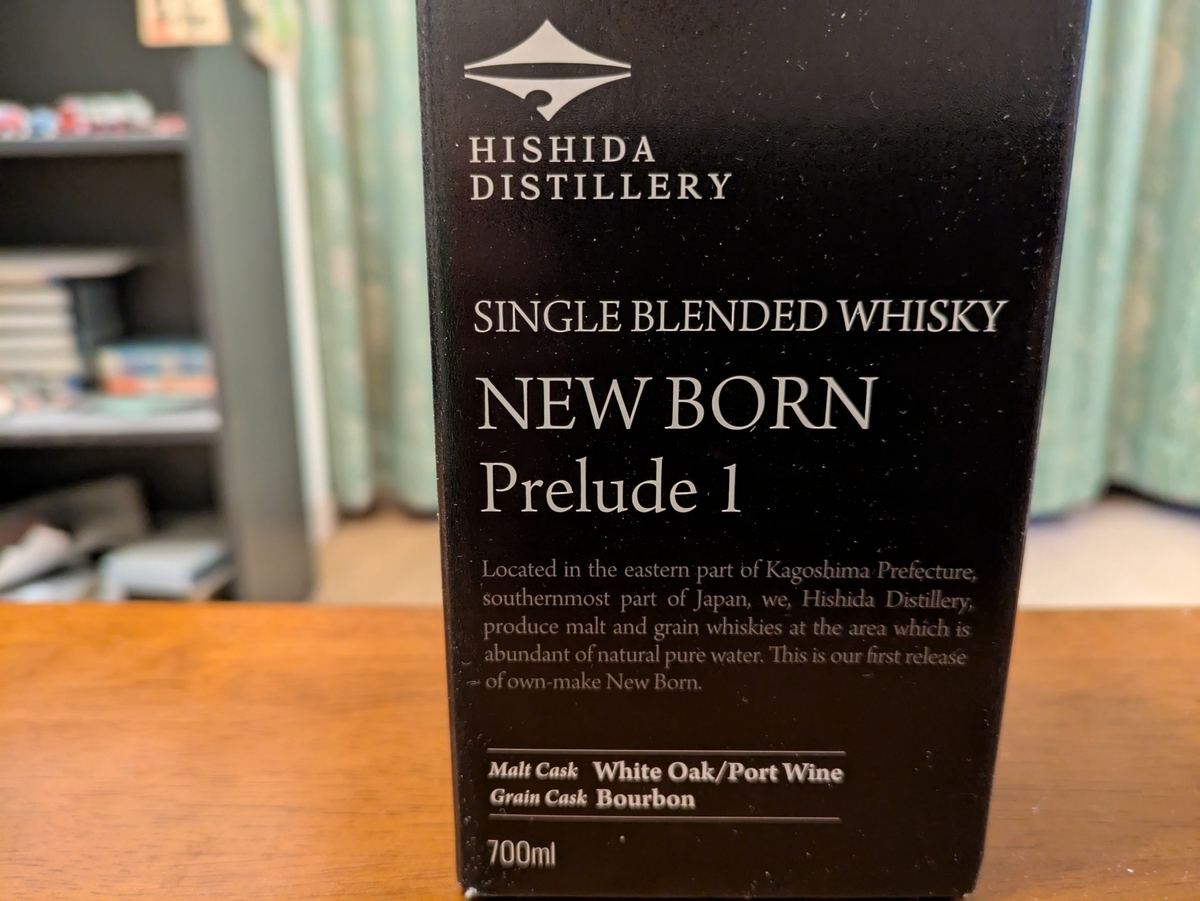 HISHIDA
DISTILLERY
SINGLE BLENDED WHISKY
NEW BORN
Prelude 1
Located in the eastern part of Kagoshima Prefecture,
southernmost part of Japan, we, Hishida Distillery,
produce malt and grain whiskies at the area which is
abundant of natural pure water. This is our first release
of own-make New Born.
Malt Cask White Oak/Port Wine
Grain Cask Bourbon
700ml